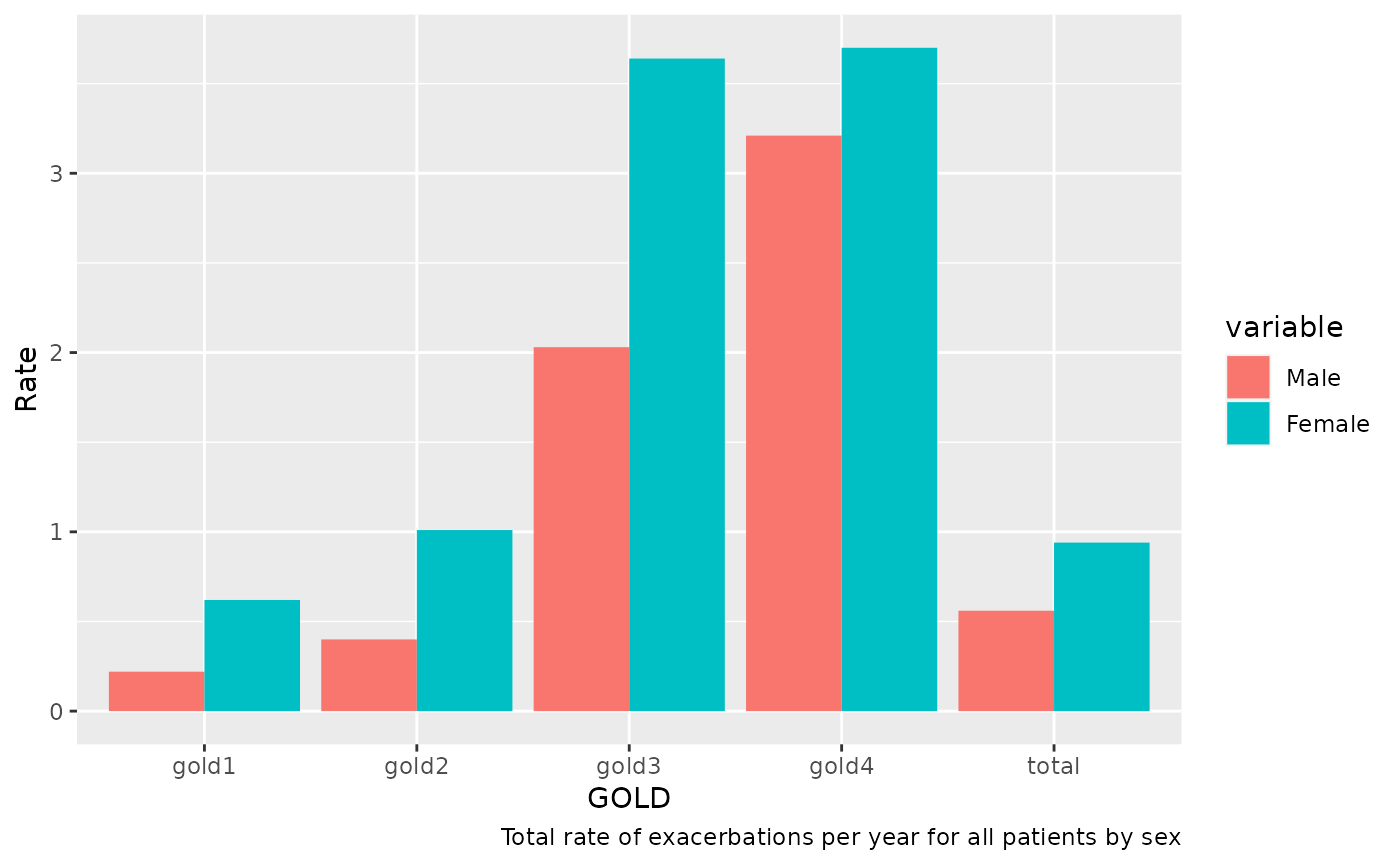 Rate
3
2
1
0
gold1 gold2 gold3 gold4 total
GOLD
Total rate of exacerbations per year for all patients by sex
variable
Male
Female